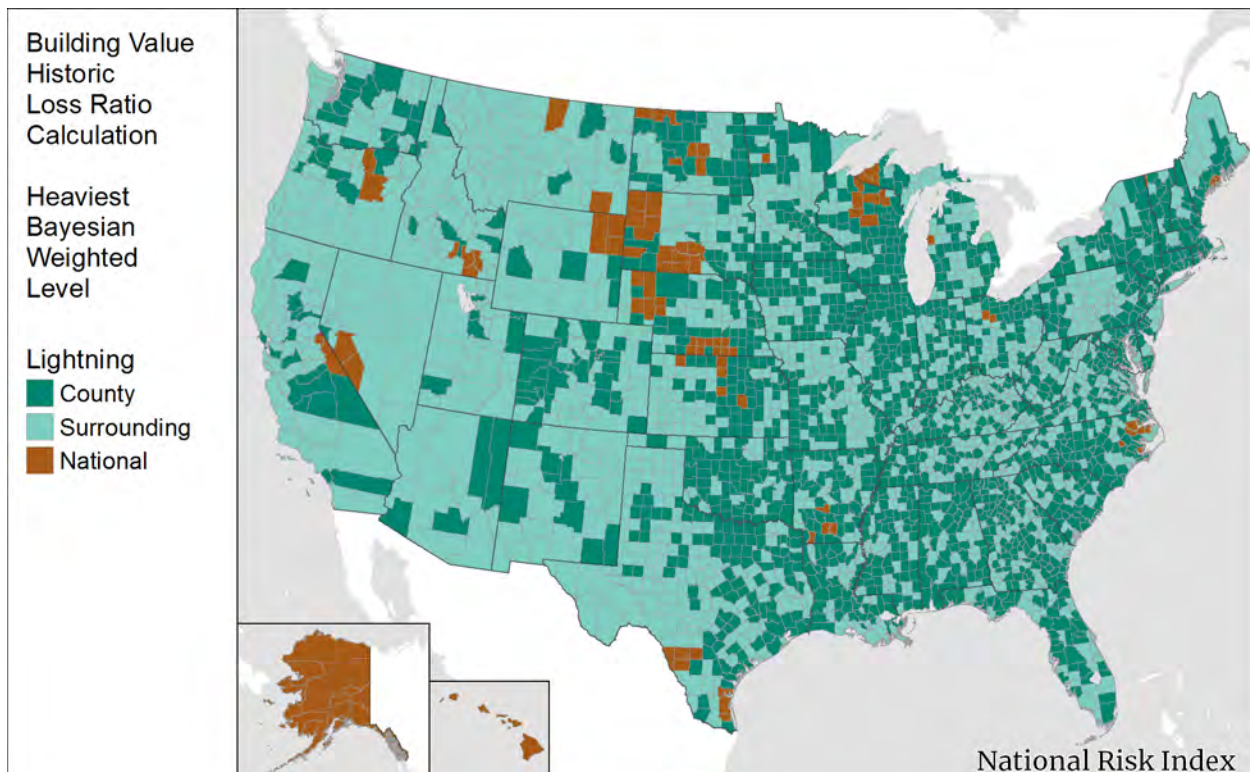 Building Value
Historic
Loss Ratio
Calculation
Heaviest
Bayesian
Weighted
Level
Lightning
County
Surrounding
National
National Risk Index